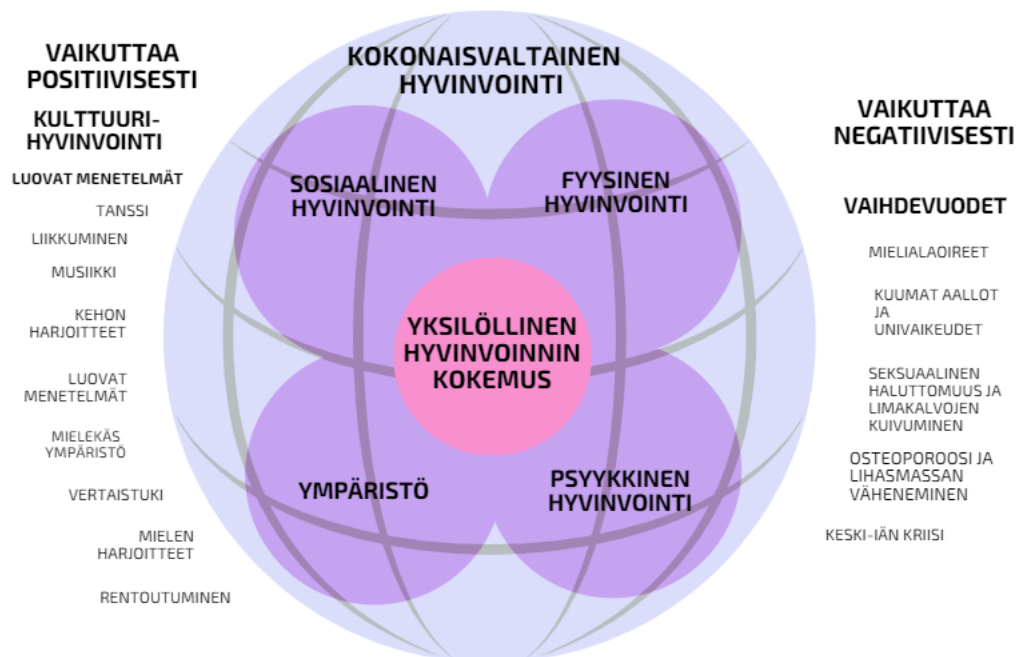 VAIKUTTAA
POSITIIVISESTI
KULTTUURI-
HYVINVOINTI
LUOVAT MENETELMÄT
TANSSI
LIIKKUMINEN
MUSIIKKI
KEHON
HARJOITTEET
LUOVAT
MENETELMÄT
MIELEKÄS
YMPÄRISTÖ
VERTAISTUKI
MIELEN
HARJOITTEET
RENTOUTUMINEN
KOKONAISVALTAINEN
HYVINVOINTI
SOSIAALINEN
HYVINVOINTI
FYYSINEN
HYVINVOINTI
YKSILÖLLINEN
HYVINVOINNIN
KOKEMUS
YMPÄRISTÖ
PSYYKKINEN
HYVINVOINTI
VAIKUTTAA
NEGATIIVISESTI
VAIHDEVUODET
MIELIALAOIREET
KUUMAT AALLOT
JA
UNIVAIKEUDET
SEKSUAALINEN
HALUTTOMUUS JA
LIMAKALVOJEN
KUIVUMINEN
OSTEOPOROOSI JA
LIHASMASSAN
VÄHENEMINEN
KESKI-IÄN KRIISI